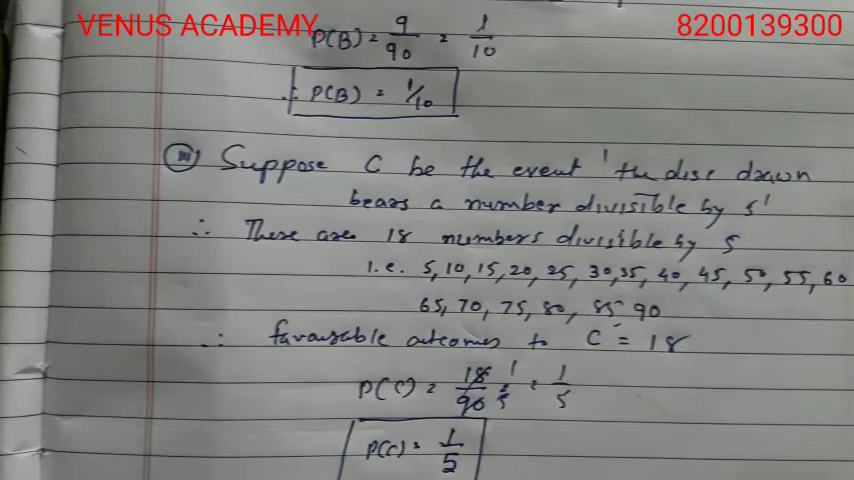 VENUS ACADEMY 8200139300
P(B) = 9/90 = 1/10
∴ P(B) = 1/10
(iii) Suppose C be the event 'the disc drawn
bears a number divisible by 5'
∴ There are 18 numbers divisible by 5
i.e. 5, 10, 15, 20, 25, 30, 35, 40, 45, 50, 55, 60
65, 70, 75, 80, 85 90
∴ favourable outcomes to C = 18
P(C) = 18/90 1/5 = 1/5
P(C) = 1/5